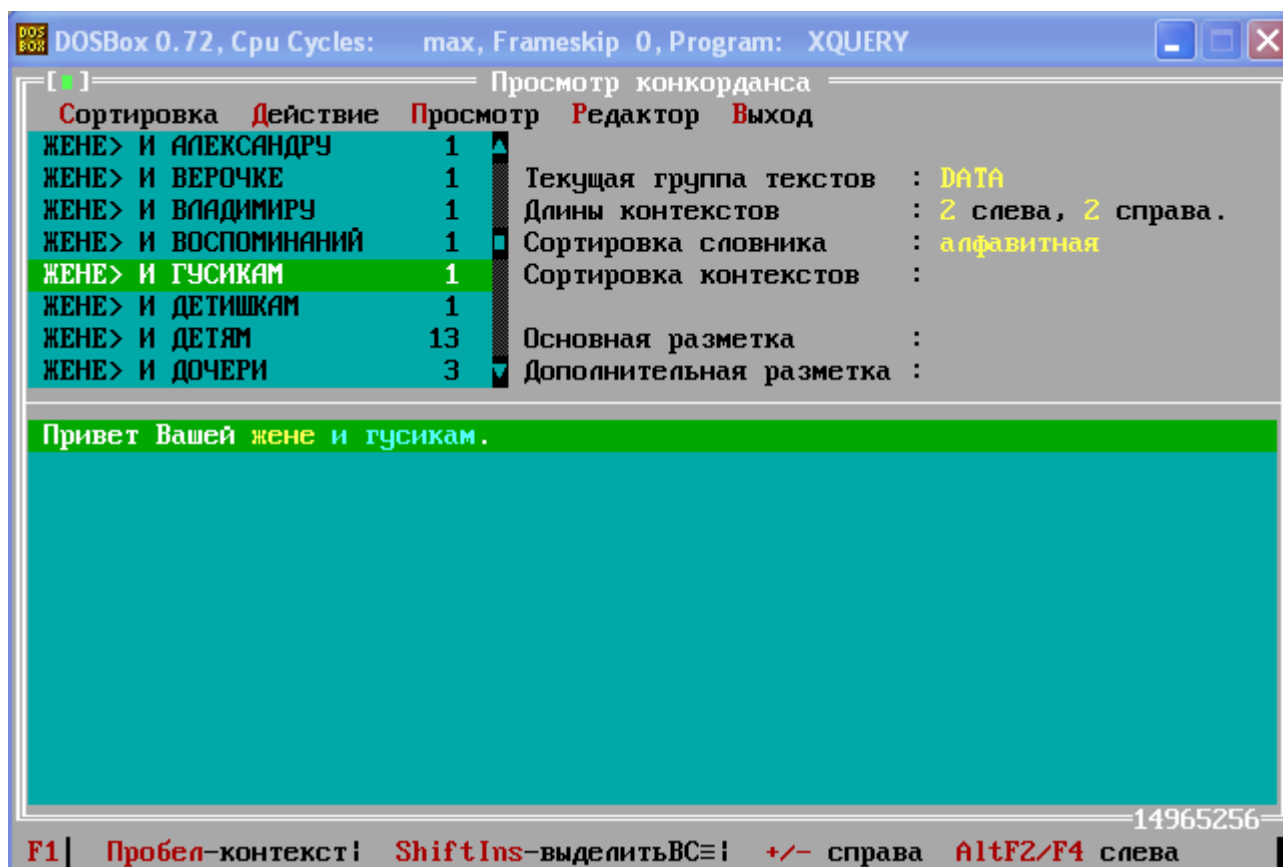 DOSBox 0.72, Cpu Cycles: max, Frameskip 0, Program: XQUERY
Просмотр конкорданса
Сортировка Действие Просмотр Редактор Выход
ЖЕНЕ> И АЛЕКСАНДРУ 1
ЖЕНЕ> И ВЕРОЧКЕ 1 Текущая группа текстов : DATA
ЖЕНЕ> И ВЛАДИМИРУ 1 Длины контекстов : 2 слева, 2 справа.
ЖЕНЕ> И ВОСПОМИНАНИЙ 1 Сортировка словника : алфавитная
ЖЕНЕ> И ГУСИКАМ 1 Сортировка контекстов :
ЖЕНЕ> И ДЕТИШКАМ 1
ЖЕНЕ> И ДЕТЯМ 13 Основная разметка :
ЖЕНЕ> И ДОЧЕРИ 3 Дополнительная разметка :
Привет Вашей жене и гусикам.
14965256
F1| Пробел-контекст¦ ShiftIns-выделитьВС≡¦ +/- справа AltF2/F4 слева